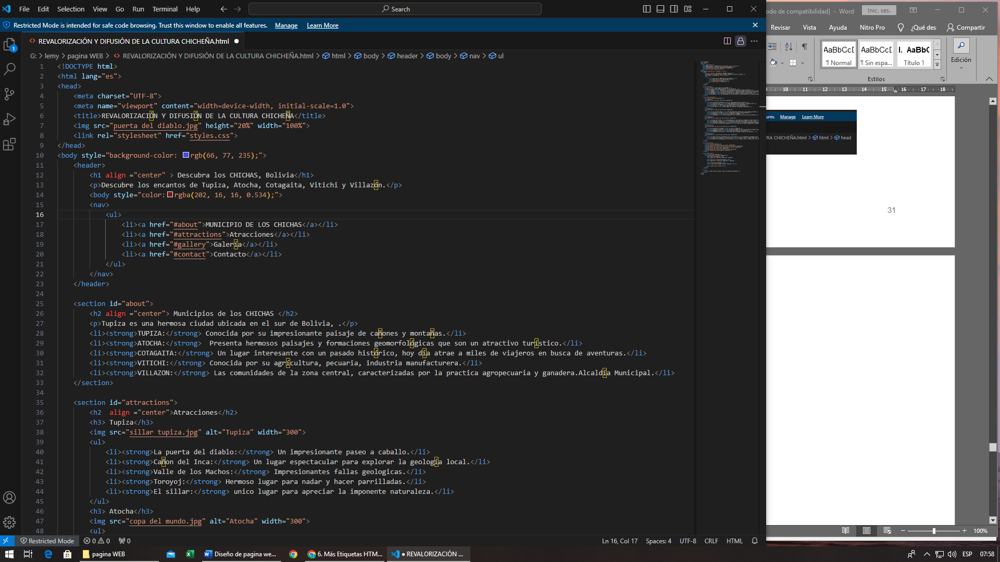 File Edit Selection View Go Run Terminal Help
Search
Restricted Mode is intended for safe code browsing. Trust this window to enable all features. Manage Learn More
REVALORIZACIÓN Y DIFUSIÓN DE LA CULTURA CHICHEÑA.html
G: > lemy > pagina WEB > REVALORIZACIÓN Y DIFUSIÓN DE LA CULTURA CHICHEÑA.html > html > body > header > body > nav > ul
1 <!DOCTYPE html>
2 <html lang="es">
3 <head>
4 <meta charset="UTF-8">
5 <meta name="viewport" content="width=device-width, initial-scale=1.0">
6 <title>REVALORIZACIÓN Y DIFUSIÓN DE LA CULTURA CHICHEÑA</title>
7 <img src="puerta del diablo.jpg" height="20%" width="100%">
8 <link rel="stylesheet" href="styles.css">
9 </head>
10 <body style="background-color: rgb(66, 77, 235);">
11 <header>
12 <h1 align ="center" > Descubra los CHICHAS, Bolivia</h1>
13 <p>Descubre los encantos de Tupiza, Atocha, Cotagaita, Vitichi y Villazón.</p>
14 <body style="color: rgba(202, 16, 16, 0.534);">
15 <nav>
16 <ul>
17 <li><a href="#about">MUNICIPIO DE LOS CHICHAS</a></li>
18 <li><a href="#attractions">Atracciones</a></li>
19 <li><a href="#gallery">Galería</a></li>
20 <li><a href="#contact">Contacto</a></li>
21 </ul>
22 </nav>
23 </header>
24
25 <section id="about">
26 <h2 align ="center"> Municipios de los CHICHAS </h2>
27 <p>Tupiza es una hermosa ciudad ubicada en el sur de Bolivia, .</p>
28 <li><strong>TUPIZA:</strong> Conocida por su impresionante paisaje de cañones y montañas.</li>
29 <li><strong>ATOCHA:</strong>  Presenta hermosos paisajes y formaciones geomorfológicas que son un atractivo turístico.</li>
30 <li><strong>COTAGAITA:</strong> Un lugar interesante con un pasado histórico, hoy día atrae a miles de viajeros en busca de aventuras.</li>
31 <li><strong>VITICHI:</strong> Conocida por su agrícultura, pecuaria, industria manufacturera.</li>
32 <li><strong>VILLAZON:</strong> Las comunidades de la zona central, caracterizadas por la practica agropecuaria y ganadera.Alcaldía Municipal.</li>
33 </section>
34
35 <section id="attractions">
36 <h2  align ="center">Atracciones</h2>
37 <h3> Tupiza</h3>
38 <img src="sillar tupiza.jpg" alt="Tupiza" width="300">
39 <ul>
40 <li><strong>La puerta del diablo:</strong> Un impresionante paseo a caballo.</li>
41 <li><strong>Cañon del Inca:</strong> Un lugar espectacular para explorar la geología local.</li>
42 <li><strong>Valle de los Machos:</strong> Impresionantes fallas geologicas.</li>
43 <li><strong>Toroyoj:</strong> Hermoso lugar para nadar y hacer parrilladas.</li>
44 <li><strong>El sillar:</strong> unico lugar para apreciar la imponente naturaleza.</li>
45 </ul>
46 <h3> Atocha</h3>
47 <img src="copa del mundo.jpg" alt="Atocha" width="300">
48 <ul>
Restricted Mode 0 0 0 Ln 16, Col 17 Spaces: 4 UTF-8 CRLF HTML
odo de compatibilidad] - Word Inic. ses.
Revisar Vista Ayuda Nitro Pro ¿Qué des Compartir
AaBbCcD AaBbCcD I. AaBbC
¶ Normal ¶ Sin espa... Título 1
Edición
Estilos
10 11 12 13 14 15 16 17 18
ures. Manage Learn More
RA CHICHEÑA.html > html > head
31
100%
pagina WEB
Diseño de pagina we...
6. Más Etiquetas HTM...
● REVALORIZACIÓN ...
ESP 07:58